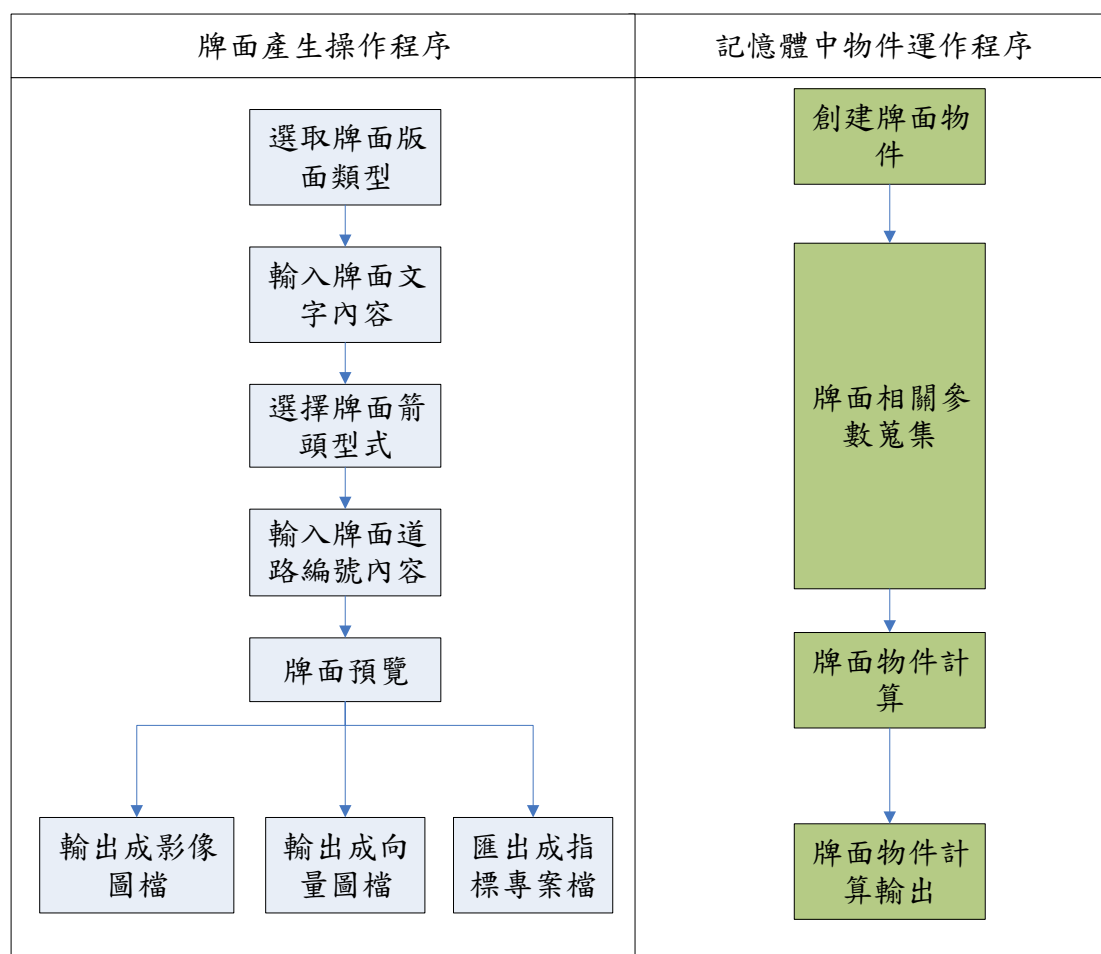 牌面產生操作程序
記憶體中物件運作程序
選取牌面版
面類型
輸入牌面文
字內容
選擇牌面箭
頭型式
輸入牌面道
路編號內容
牌面預覽
輸出成影像
圖檔
輸出成向
量圖檔
匯出成指
標專案檔
創建牌面物
件
牌面相關參
數蒐集
牌面物件計
算
牌面物件計
算輸出